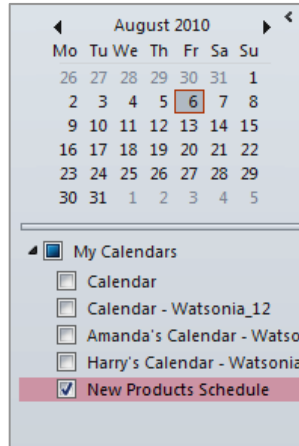 August 2010
Mo Tu We Th Fr Sa Su
26 27 28 29 30 31 1
2 3 4 5 6 7 8
9 10 11 12 13 14 15
16 17 18 19 20 21 22
23 24 25 26 27 28 29
30 31 1 2 3 4 5
My Calendars
Calendar
Calendar - Watsonia_12
Amanda's Calendar - Watso
Harry's Calendar - Watsonia
New Products Schedule